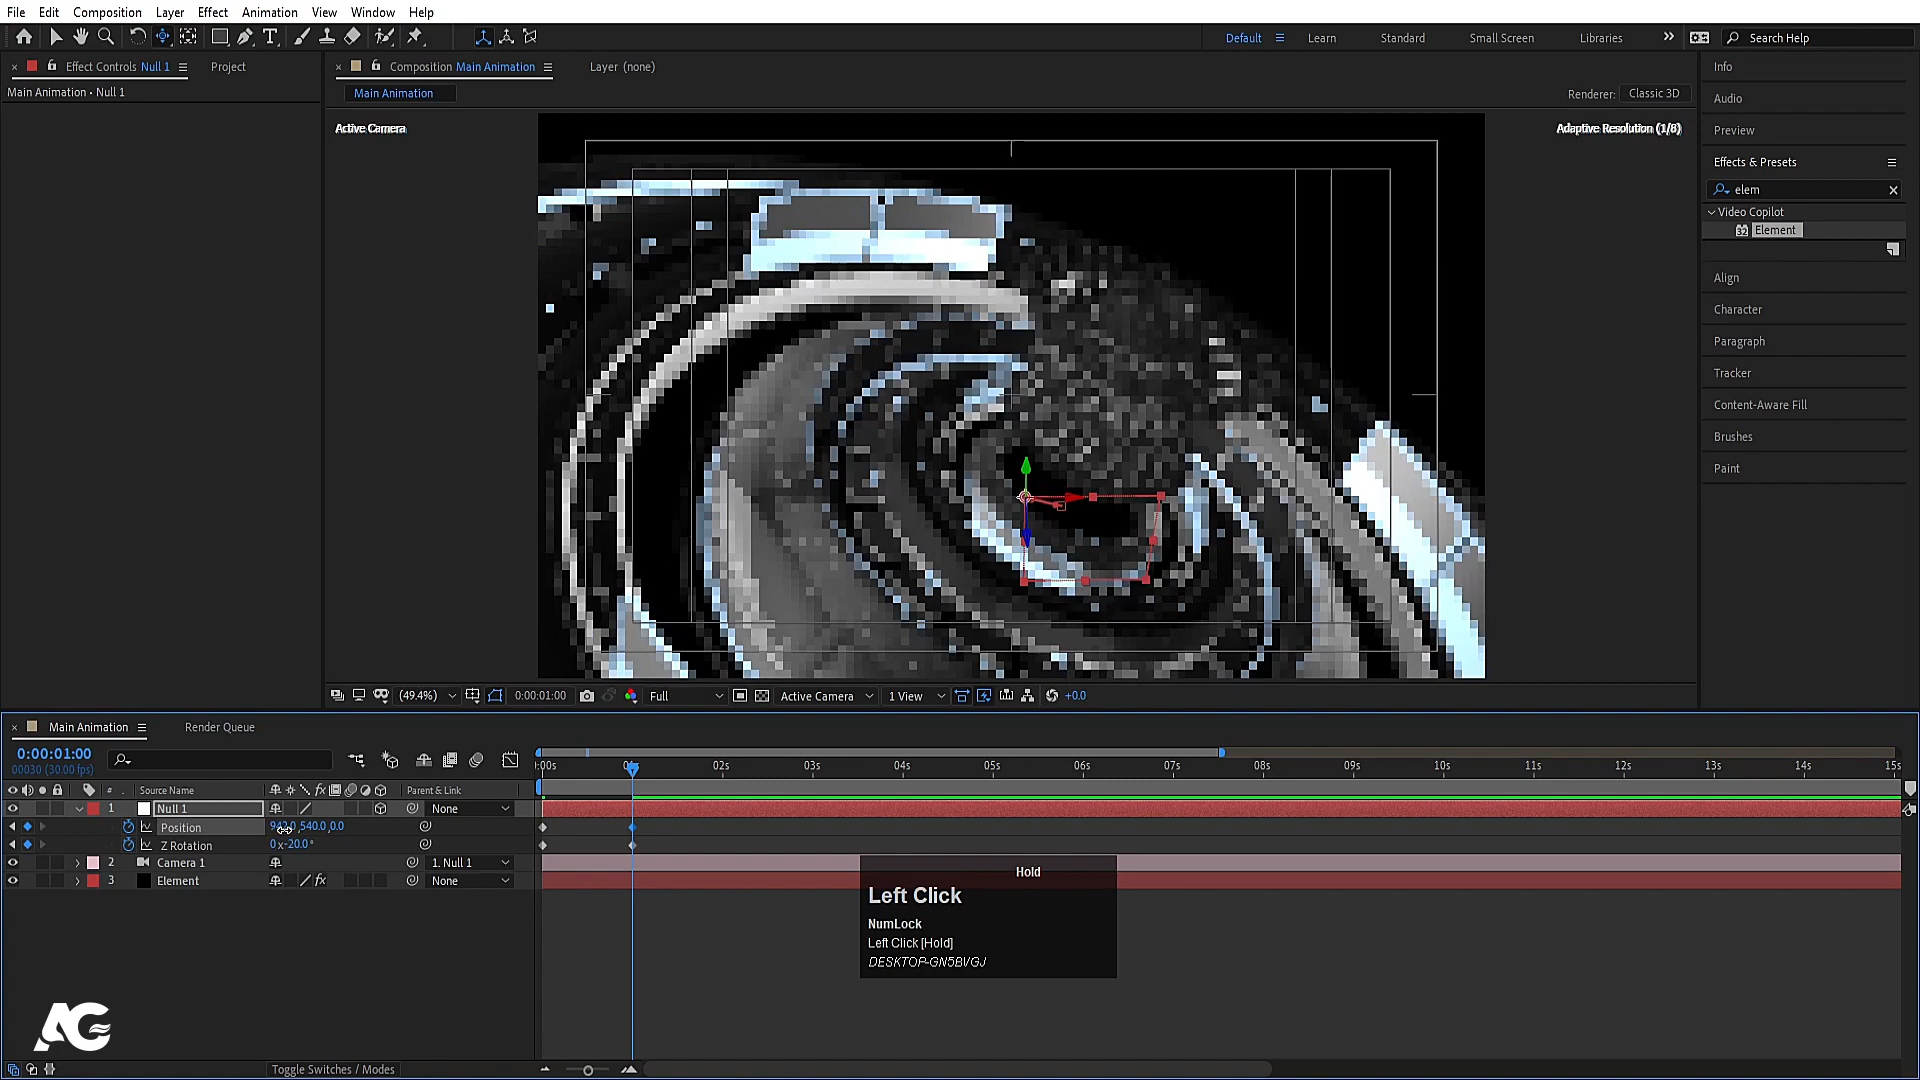 File Edit Composition Layer Effect Animation View Window Help
Default Learn Standard Small Screen Libraries Search Help
Effect Controls Null 1 Project
Composition Main Animation Layer (none)
Main Animation • Null 1
Main Animation
Renderer: Classic 3D
Active Camera
Adaptive Resolution (1/8)
Info
Audio
Preview
Effects & Presets
elem
Video Copilot
32 Element
Align
Character
Paragraph
Tracker
Content-Aware Fill
Brushes
Paint
(49.4%) 0:00:01:00 Full Active Camera 1 View +0.0
Main Animation Render Queue
0:00:01:00
00030 (30.00 fps)
:00s 02s 03s 04s 05s 06s 07s 08s 09s 10s 11s 12s 13s 14s 15s
# Source Name fx Parent & Link
1 Null 1 None
Position 540.0,0.0
Z Rotation 0x-20.0°
2 Camera 1 1. Null 1
3 Element fx None
Hold
Left Click
NumLock
Left Click [Hold]
DESKTOP-GN5BVGJ
AG
Toggle Switches / Modes